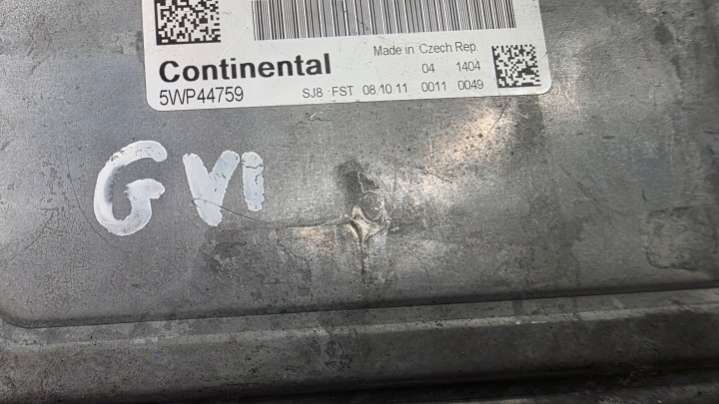 Made in Czech Rep.
Continental 04 1404
5WP44759 SJ8 · FST 08.10.11 0011 0049
GVI